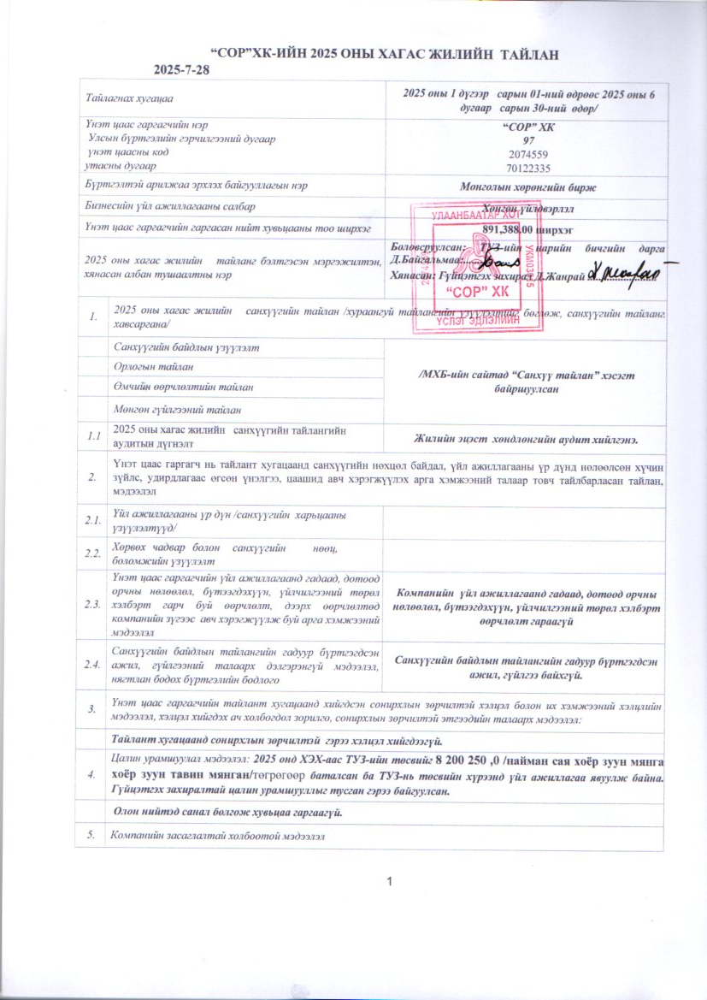 “СОР”ХК-ИЙН 2025 ОНЫ ХАГАС ЖИЛИЙН ТАЙЛАН
2025-7-28
Тайлагнах хугацаа
2025 оны 1 дүгээр сарын 01-ний өдрөөс 2025 оны 6
дугаар сарын 30-ний өдөр/
Үнэт цаас гаргагчийн нэр
Улсын бүртгэлийн гэрчилгээний дугаар
үнэт цаасны код
утасны дугаар
“СОР” ХК
97
2074559
70122335
Бүртгэлтэй арилжаа эрхлэх байгууллагын нэр
Монголын хөрөнгийн бирж
Бизнесийн үйл ажиллагааны салбар
Хөнгөн үйлдвэрлэл
Үнэт цаас гаргагчийн гаргасан нийт хувьцааны тоо ширхэг
891,388.00 ширхэг
2025 оны хагас жилийн тайланг бэлтгэсэн мэргэжилтэн,
хянасан албан тушаалтны нэр
Боловсруулсан: ТУЗ-ийн нарийн бичгийн дарга
Д.Байгальмаа:
Хянасан: Гүйцэтгэх захирал Д.Жанрай
УЛААНБААТАР ХОТ
“СОР” ХК
ҮСЛЭГ ЭДЛЭЛИЙН
1.
2025 оны хагас жилийн санхүүгийн тайлан /хураангуй тайлангийн үзүүлэлтийг бөглөж, санхүүгийн тайланг
хавсаргана/
Санхүүгийн байдлын үзүүлэлт
Орлогын тайлан
Өмчийн өөрчлөлтийн тайлан
Мөнгөн гүйлгээний тайлан
/МХБ-ийн сайтад “Санхүү тайлан” хэсэгт
байршуулсан
1.1
2025 оны хагас жилийн санхүүгийн тайлангийн
аудитын дүгнэлт
Жилийн эцэст хөндлөнгийн аудит хийлгэнэ.
2.
Үнэт цаас гаргагч нь тайлант хугацаанд санхүүгийн нөхцөл байдал, үйл ажиллагааны үр дүнд нөлөөлсөн хүчин
зүйлс, удирдлагаас өгсөн үнэлгээ, цаашид авч хэрэгжүүлэх арга хэмжээний талаар товч тайлбарласан тайлан,
мэдээлэл
2.1.
Үйл ажиллагааны үр дүн /санхүүгийн харьцааны
үзүүлэлтүүд/
2.2.
Хөрвөх чадвар болон санхүүгийн нөөц,
боломжийн үзүүлэлт
2.3.
Үнэт цаас гаргагчийн үйл ажиллагаанд гадаад, дотоод
орчны нөлөөлөл, бүтээгдэхүүн, үйлчилгээний төрөл
хэлбэрт гарч буй өөрчлөлт, дээрх өөрчлөлтөд
компанийн зүгээс авч хэрэгжүүлж буй арга хэмжээний
мэдээлэл
Компанийн үйл ажиллагаанд гадаад, дотоод орчны
нөлөөлөл, бүтээгдэхүүн, үйлчилгээний төрөл хэлбэрт
өөрчлөлт гараагүй
2.4.
Санхүүгийн байдлын тайлангийн гадуур бүртгэгдсэн
ажил, гүйлгээний талаарх дэлгэрэнгүй мэдээлэл,
нягтлан бодох бүртгэлийн бодлого
Санхүүгийн байдлын тайлангийн гадуур бүртгэгдсэн
ажил, гүйлгээ байхгүй.
3.
Үнэт цаас гаргагчийн тайлант хугацаанд хийгдсэн сонирхлын зөрчилтэй хэлцэл болон их хэмжээний хэлцлийн
мэдээлэл, хэлцэл хийгдэх ач холбогдол зорилго, сонирхлын зөрчилтэй этгээдийн талаарх мэдээлэл:
Тайлант хугацаанд сонирхлын зөрчилтэй гэрээ хэлцэл хийгдээгүй.
4.
Цалин урамшуулал мэдээлэл: 2025 онд ХЭХ-аас ТУЗ-ийн төсвийг 8 200 250 ,0 /найман сая хоёр зуун мянга
хоёр зуун тавин мянган/төгрөгөөр баталсан ба ТУЗ-нь төсвийн хүрээнд үйл ажиллагаа явуулж байна.
Гүйцэтгэх захиралтай цалин урамшууллыг тусган гэрээ байгуулсан.
Олон нийтэд санал болгож хувьцаа гаргаагүй.
5.
Компанийн засаглалтай холбоотой мэдээлэл
1